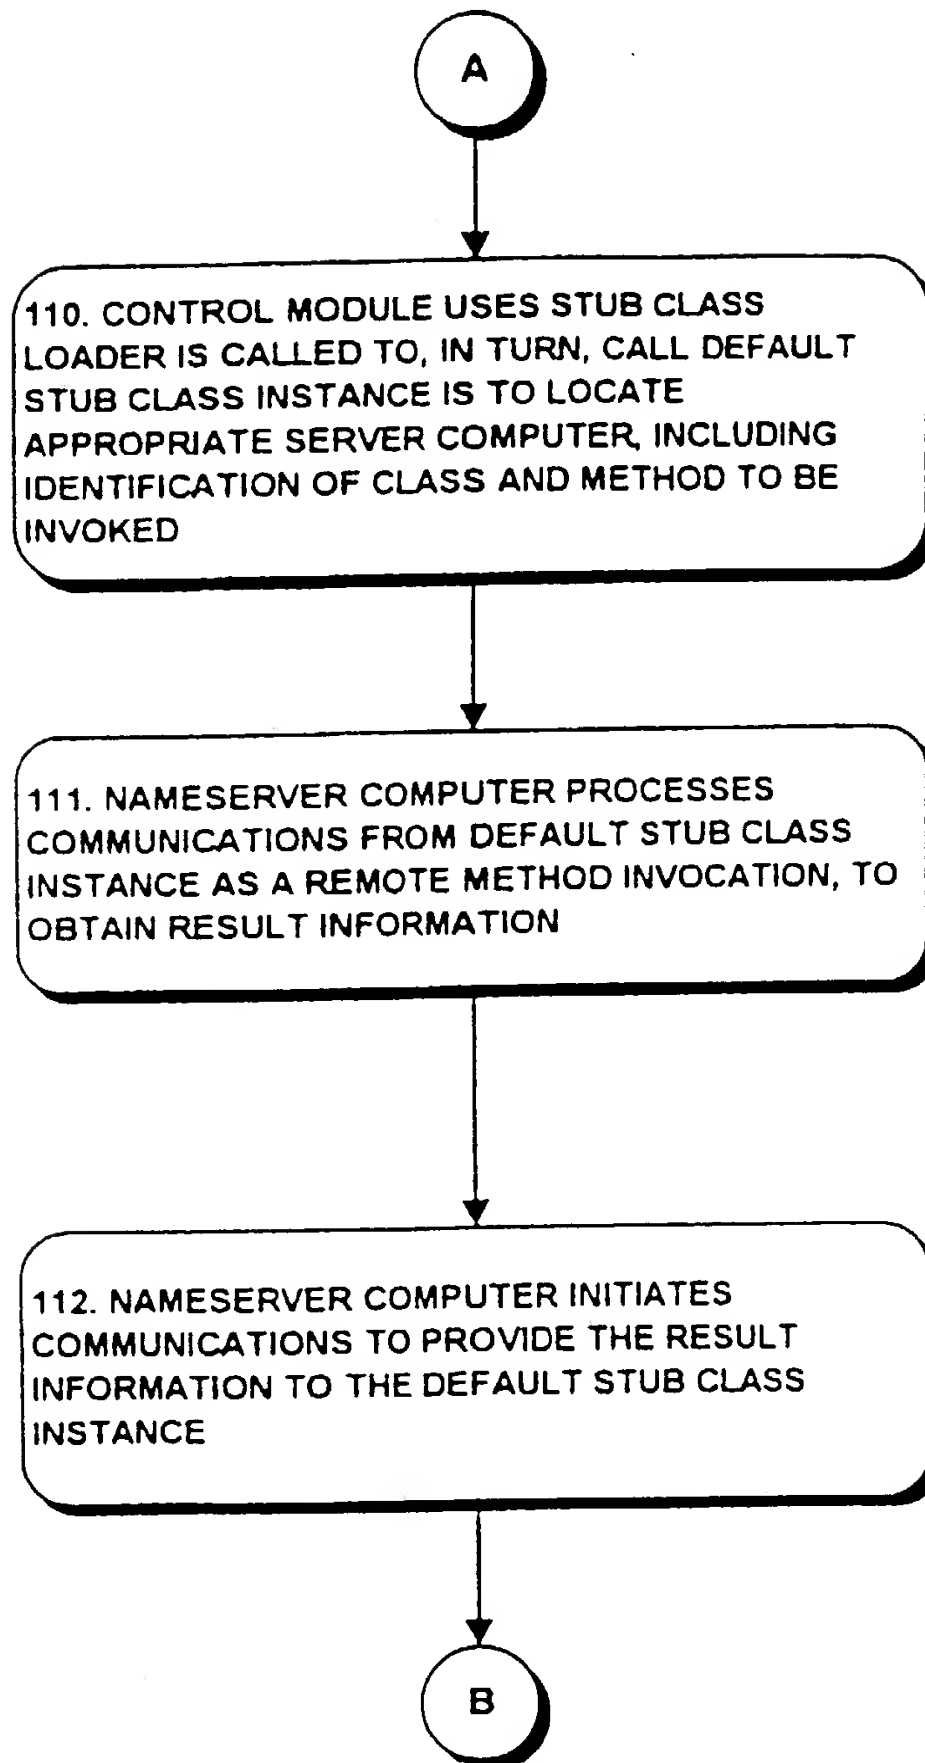 A
110. CONTROL MODULE USES STUB CLASS
LOADER IS CALLED TO, IN TURN, CALL DEFAULT
STUB CLASS INSTANCE IS TO LOCATE
APPROPRIATE SERVER COMPUTER, INCLUDING
IDENTIFICATION OF CLASS AND METHOD TO BE
INVOKED
111. NAMESERVER COMPUTER PROCESSES
COMMUNICATIONS FROM DEFAULT STUB CLASS
INSTANCE AS A REMOTE METHOD INVOCATION, TO
OBTAIN RESULT INFORMATION
112. NAMESERVER COMPUTER INITIATES
COMMUNICATIONS TO PROVIDE THE RESULT
INFORMATION TO THE DEFAULT STUB CLASS
INSTANCE
B